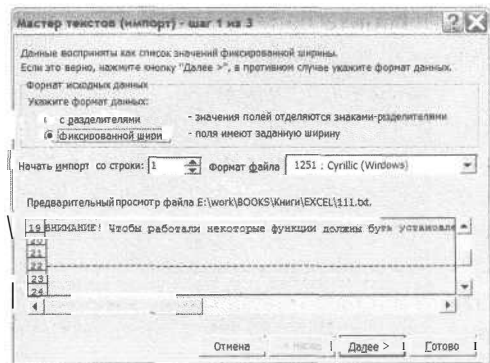 Мастер текстов (импорт) - шаг 1 из 3
Данные восприняты как список значений фиксированной ширины.
Если это верно, нажмите кнопку "Далее >", в противном случае укажите формат данных.
Формат исходных данных
Укажите формат данных:
с разделителями - значения полей отделяются знаками-разделителями
фиксированной шири - поля имеют заданную ширину
Начать импорт со строки: 1 Формат файла 1251 : Cyrillic (Windows)
Предварительный просмотр файла E:\work\BOOKS\Книги\EXCEL\111.txt.
19 ВНИМАНИЕ! Чтобы работали некоторые функции должны быть установле
20
21
22
23
24
Отмена < Назад Далее > Готово